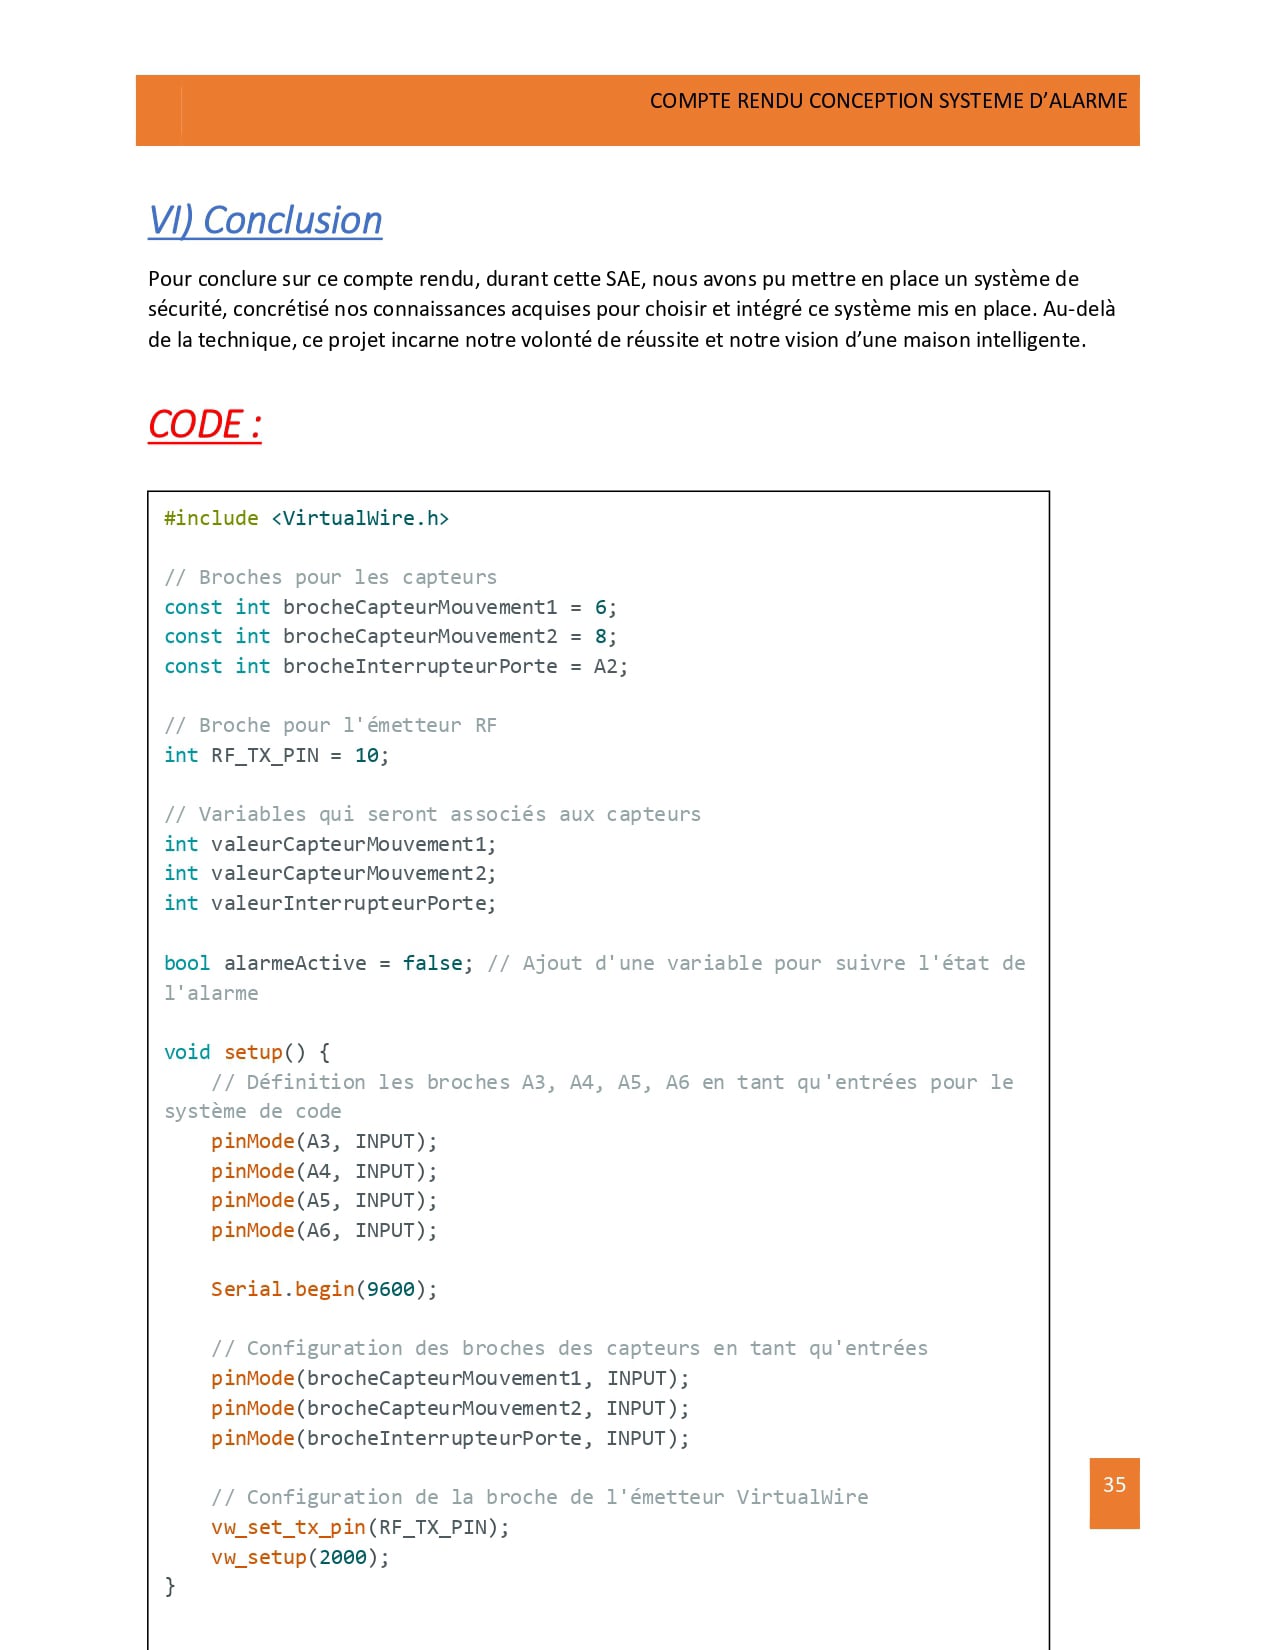 COMPTE RENDU CONCEPTION SYSTEME D’ALARME
VI) Conclusion
Pour conclure sur ce compte rendu, durant cette SAE, nous avons pu mettre en place un système de
sécurité, concrétisé nos connaissances acquises pour choisir et intégré ce système mis en place. Au-delà
de la technique, ce projet incarne notre volonté de réussite et notre vision d’une maison intelligente.
CODE :
#include <VirtualWire.h>
// Broches pour les capteurs
const int brocheCapteurMouvement1 = 6;
const int brocheCapteurMouvement2 = 8;
const int brocheInterrupteurPorte = A2;
// Broche pour l'émetteur RF
int RF_TX_PIN = 10;
// Variables qui seront associés aux capteurs
int valeurCapteurMouvement1;
int valeurCapteurMouvement2;
int valeurInterrupteurPorte;
bool alarmeActive = false; // Ajout d'une variable pour suivre l'état de
l'alarme
void setup() {
    // Définition les broches A3, A4, A5, A6 en tant qu'entrées pour le
système de code
    pinMode(A3, INPUT);
    pinMode(A4, INPUT);
    pinMode(A5, INPUT);
    pinMode(A6, INPUT);
    Serial.begin(9600);
    // Configuration des broches des capteurs en tant qu'entrées
    pinMode(brocheCapteurMouvement1, INPUT);
    pinMode(brocheCapteurMouvement2, INPUT);
    pinMode(brocheInterrupteurPorte, INPUT);
    // Configuration de la broche de l'émetteur VirtualWire
    vw_set_tx_pin(RF_TX_PIN);
    vw_setup(2000);
}
35